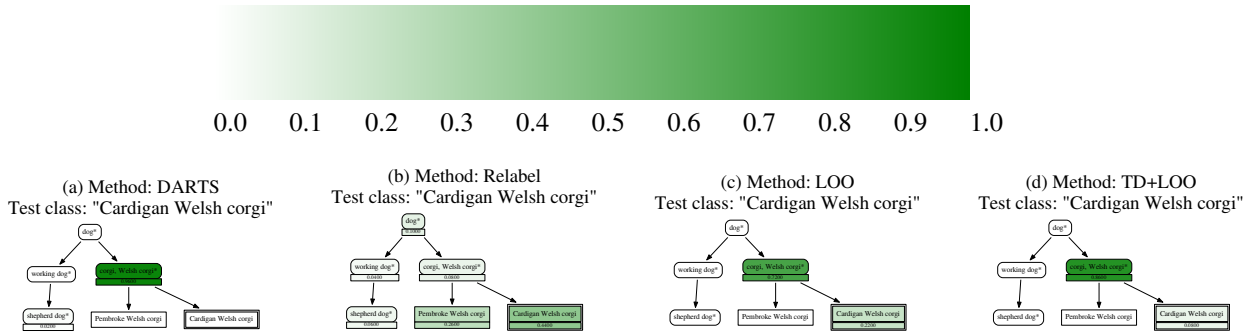 0.0 0.1 0.2 0.3 0.4 0.5 0.6 0.7 0.8 0.9 1.0
(a) Method: DARTS
Test class: "Cardigan Welsh corgi"
dog*
working dog*
corgi, Welsh corgi*
shepherd dog*
0.0200
Pembroke Welsh corgi
Cardigan Welsh corgi
(b) Method: Relabel
Test class: "Cardigan Welsh corgi"
dog*
0.1000
working dog*
0.0400
corgi, Welsh corgi*
0.0800
shepherd dog*
Pembroke Welsh corgi
0.2600
Cardigan Welsh corgi
0.4400
(c) Method: LOO
Test class: "Cardigan Welsh corgi"
dog*
working dog*
corgi, Welsh corgi*
0.7200
shepherd dog*
Pembroke Welsh corgi
Cardigan Welsh corgi
0.2200
(d) Method: TD+LOO
Test class: "Cardigan Welsh corgi"
dog*
working dog*
corgi, Welsh corgi*
shepherd dog*
Pembroke Welsh corgi
Cardigan Welsh corgi
0.0800